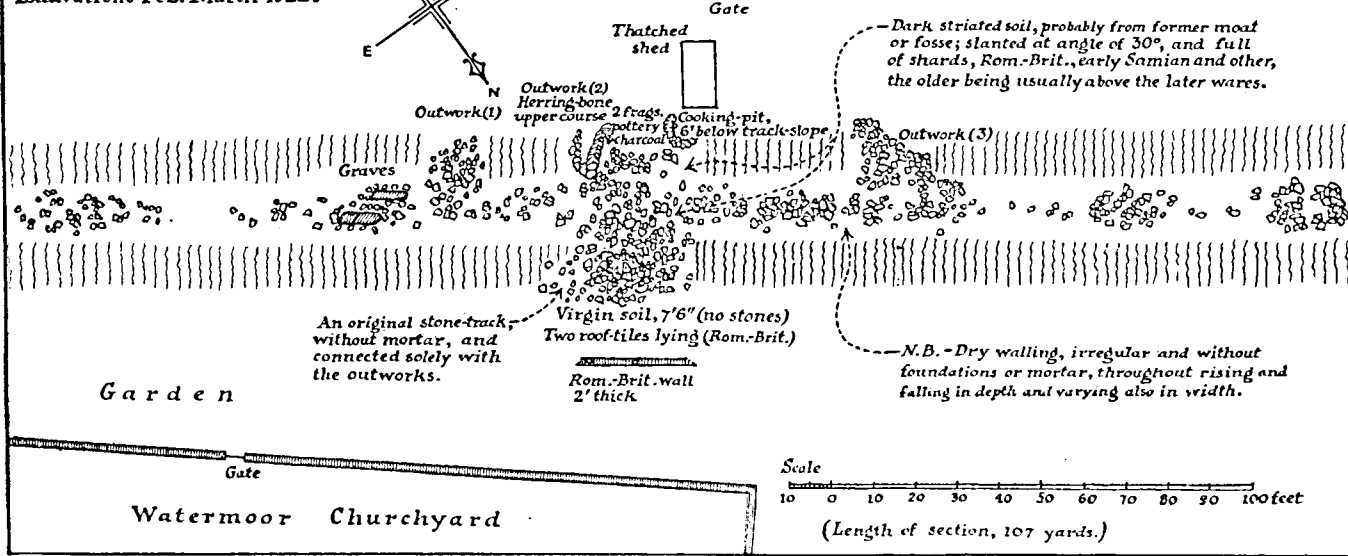 Gate
Thatched
shed
Dark striated soil, probably from former moat
or fosse; slanted at angle of 30°, and full
of shards, Rom.-Brit., early Samian and other,
the older being usually above the later wares.
E
N
Outwork (1)
Outwork (2)
Herring-bone
upper course
2 frags.
pottery
charcoal
Cooking-pit,
6' below track-slope
Outwork (3)
Graves
An original stone-track,
without mortar, and
connected solely with
the outworks.
Virgin soil, 7'6" (no stones)
Two roof-tiles lying (Rom.-Brit.)
Rom.-Brit. wall
2' thick
N.B.-Dry walling, irregular and without
foundations or mortar, throughout rising and
falling in depth and varying also in width.
Garden
Gate
Watermoor Churchyard
Scale
10 0 10 20 30 40 50 60 70 80 90 100 feet
(Length of section, 107 yards.)